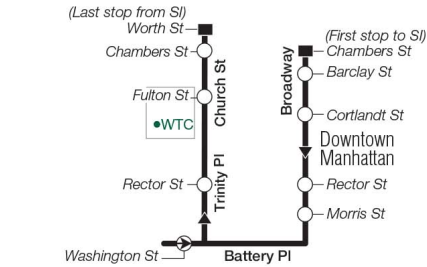 (Last stop from SI)
Worth St
Chambers St
Fulton St
WTC
Rector St
Washington St
Church St
Trinity Pl
Battery Pl
(First stop to SI)
Chambers St
Barclay St
Cortlandt St
Downtown
Manhattan
Rector St
Morris St
Broadway